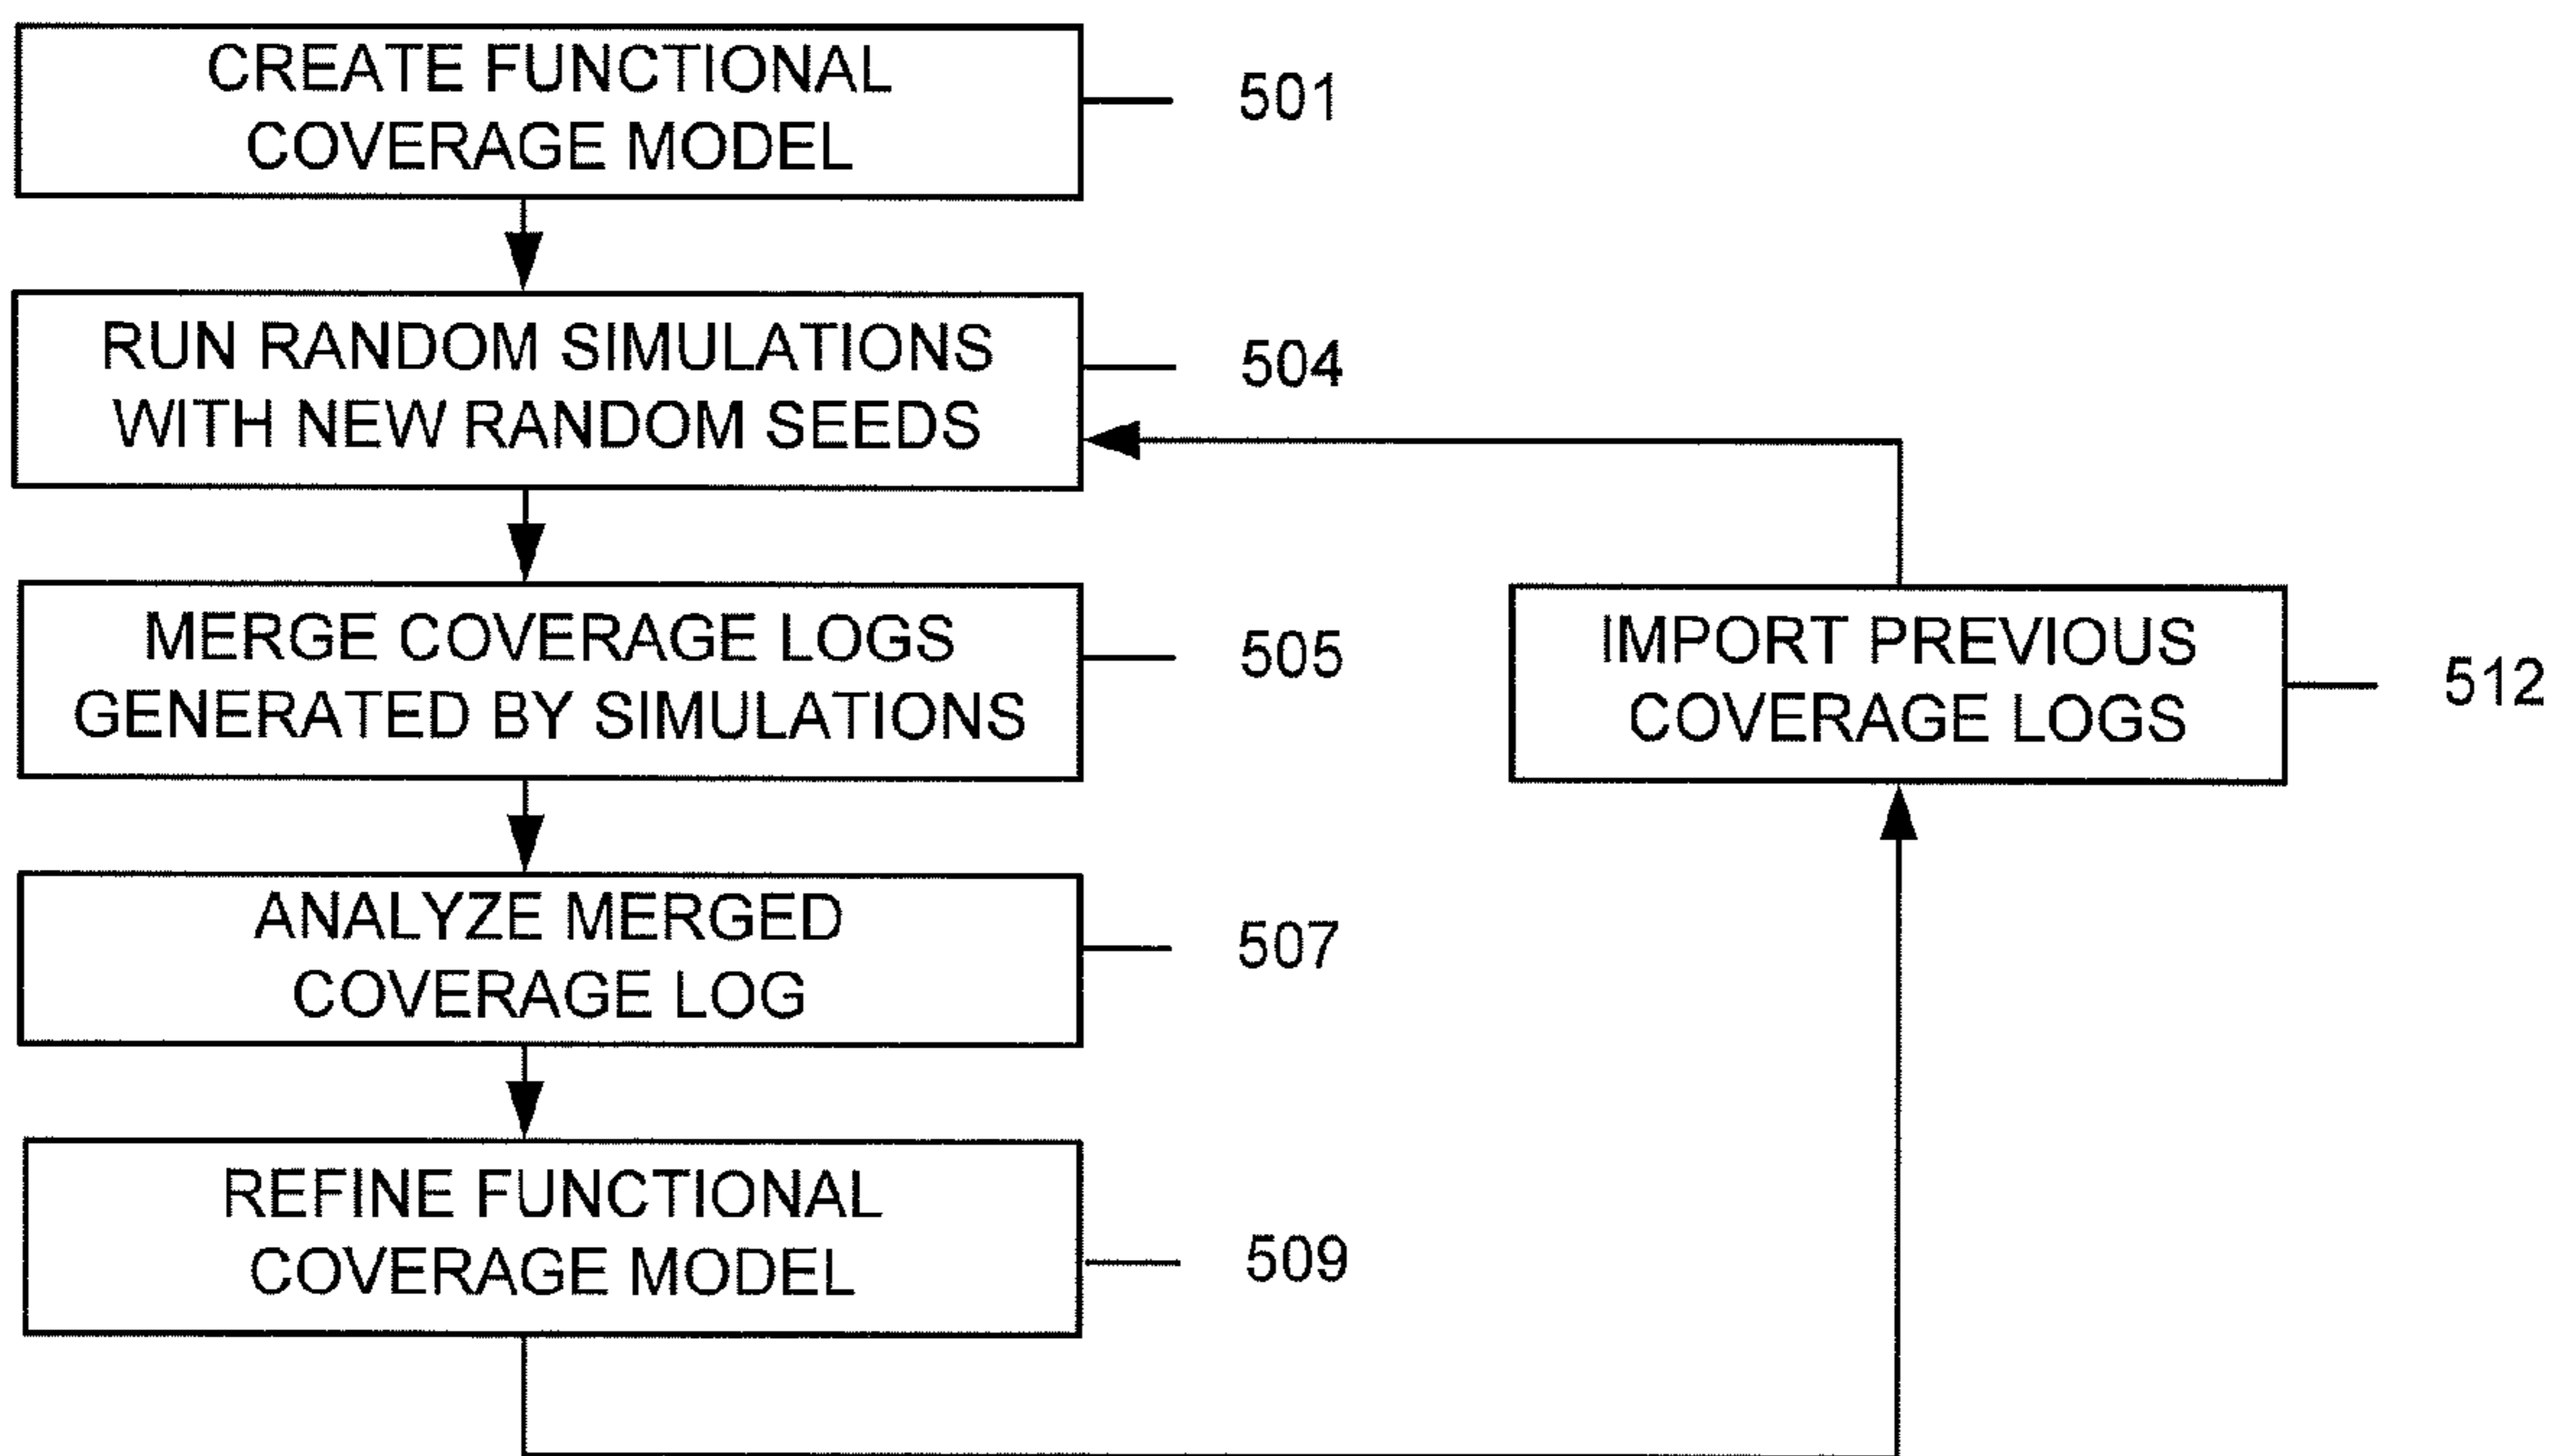 CREATE FUNCTIONAL
COVERAGE MODEL
501
RUN RANDOM SIMULATIONS
WITH NEW RANDOM SEEDS
504
MERGE COVERAGE LOGS
GENERATED BY SIMULATIONS
505
IMPORT PREVIOUS
COVERAGE LOGS
512
ANALYZE MERGED
COVERAGE LOG
507
REFINE FUNCTIONAL
COVERAGE MODEL
509